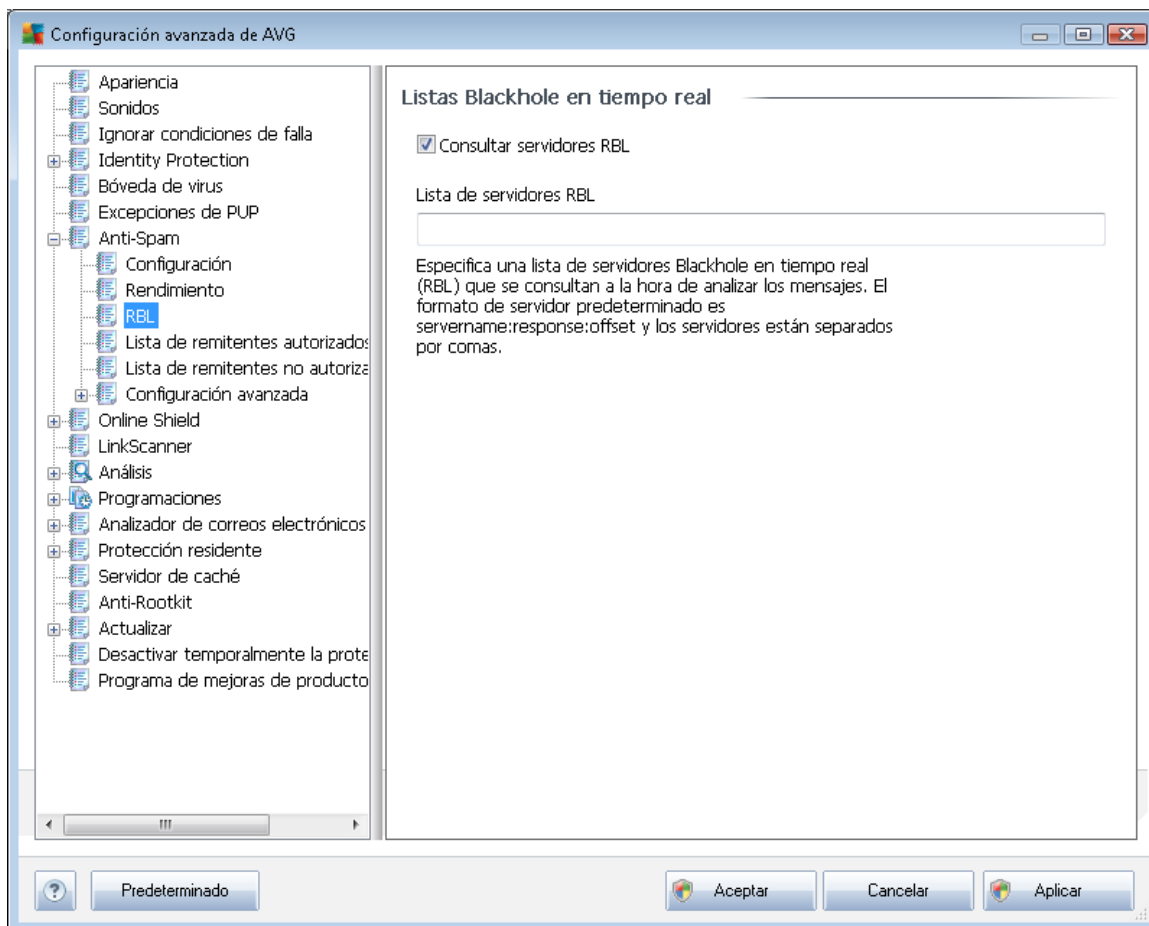 Configuración avanzada de AVG
Apariencia
Sonidos
Ignorar condiciones de falla
Identity Protection
Bóveda de virus
Excepciones de PUP
Anti-Spam
Configuración
Rendimiento
RBL
Lista de remitentes autorizados
Lista de remitentes no autoriza
Configuración avanzada
Online Shield
LinkScanner
Análisis
Programaciones
Analizador de correos electrónicos
Protección residente
Servidor de caché
Anti-Rootkit
Actualizar
Desactivar temporalmente la prote
Programa de mejoras de producto
Listas Blackhole en tiempo real
Consultar servidores RBL
Lista de servidores RBL
Especifica una lista de servidores Blackhole en tiempo real
(RBL) que se consultan a la hora de analizar los mensajes. El
formato de servidor predeterminado es
servername:response:offset y los servidores están separados
por comas.
Predeterminado
Aceptar
Cancelar
Aplicar